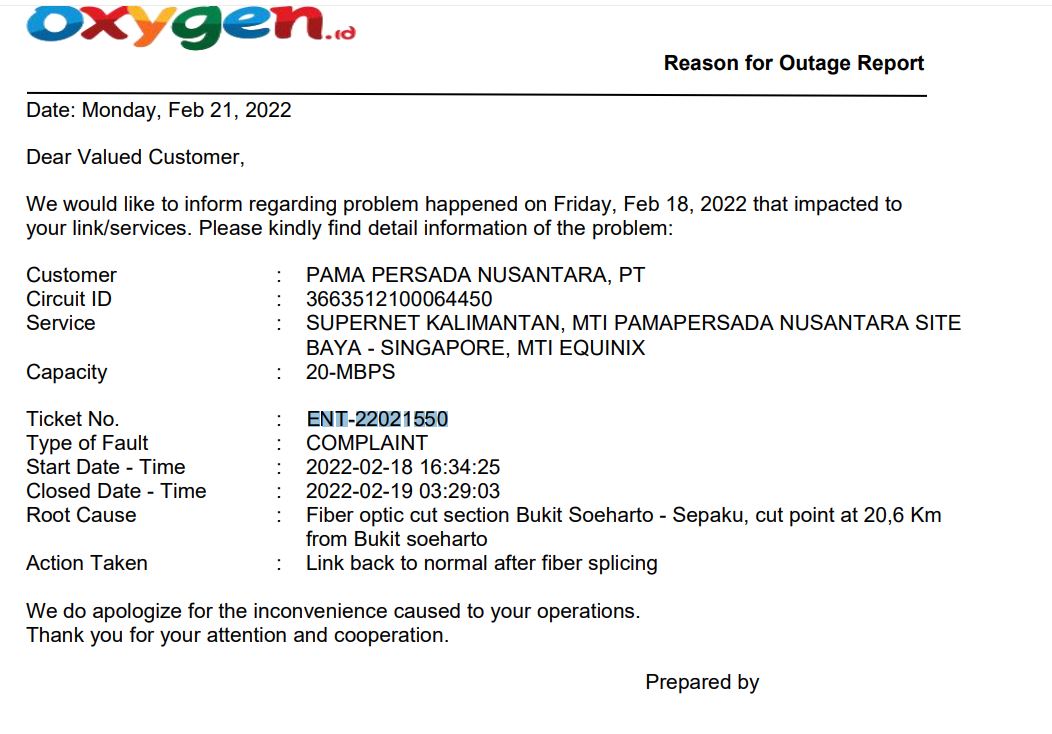 oxygen.id
Reason for Outage Report
Date: Monday, Feb 21, 2022
Dear Valued Customer,
We would like to inform regarding problem happened on Friday, Feb 18, 2022 that impacted to
your link/services. Please kindly find detail information of the problem:
Customer : PAMA PERSADA NUSANTARA, PT
Circuit ID : 3663512100064450
Service : SUPERNET KALIMANTAN, MTI PAMAPERSADA NUSANTARA SITE
BAYA - SINGAPORE, MTI EQUINIX
Capacity : 20-MBPS
Ticket No. : ENT-22021550
Type of Fault : COMPLAINT
Start Date - Time : 2022-02-18 16:34:25
Closed Date - Time : 2022-02-19 03:29:03
Root Cause : Fiber optic cut section Bukit Soeharto - Sepaku, cut point at 20,6 Km
from Bukit soeharto
Action Taken : Link back to normal after fiber splicing
We do apologize for the inconvenience caused to your operations.
Thank you for your attention and cooperation.
Prepared by